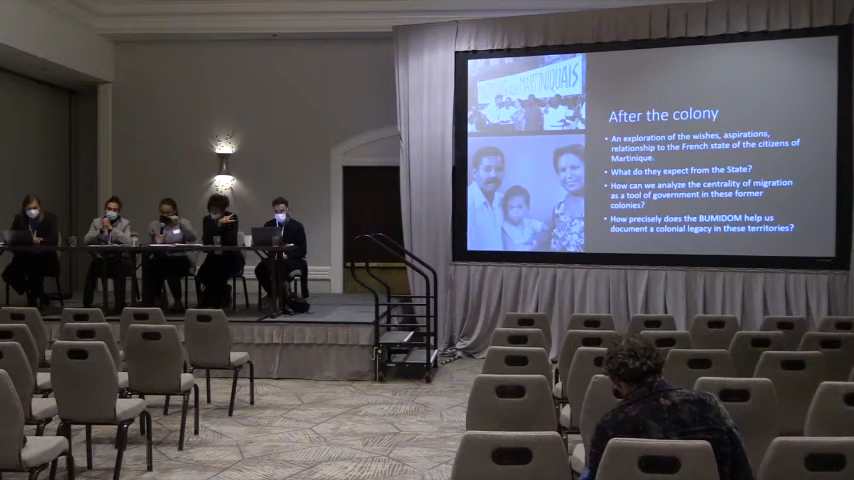 MARTINIQUAIS
After the colony
• An exploration of the wishes, aspirations,
relationship to the French state of the citizens of
Martinique.
• What do they expect from the State?
• How can we analyze the centrality of migration
as a tool of government in these former
colonies?
• How precisely does the BUMIDOM help us
document a colonial legacy in these territories?